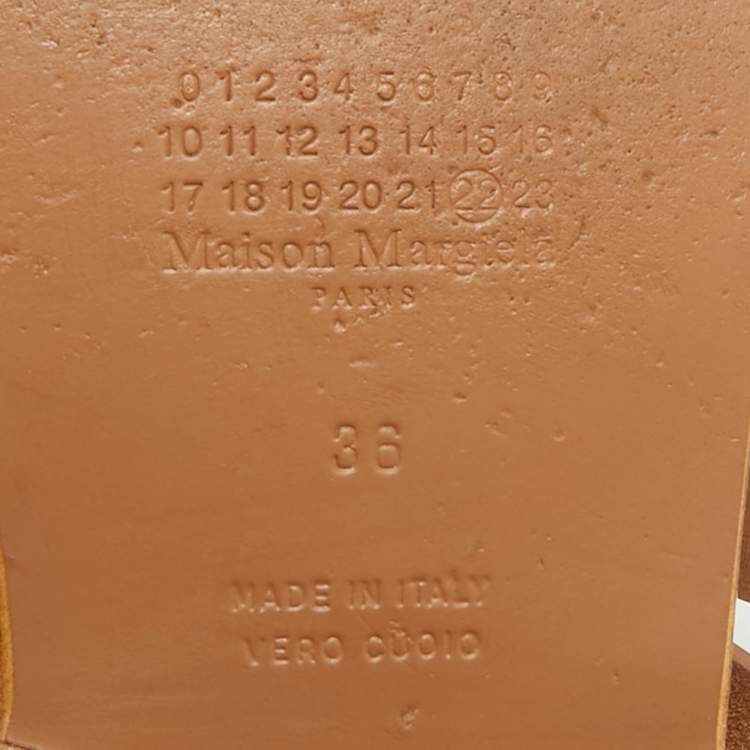 0 1 2 3 4 5 6 7 8 9
10 11 12 13 14 15 16
17 18 19 20 21 22 23
Maison Margiela
PARIS
36
MADE IN ITALY
VERO CUOIO